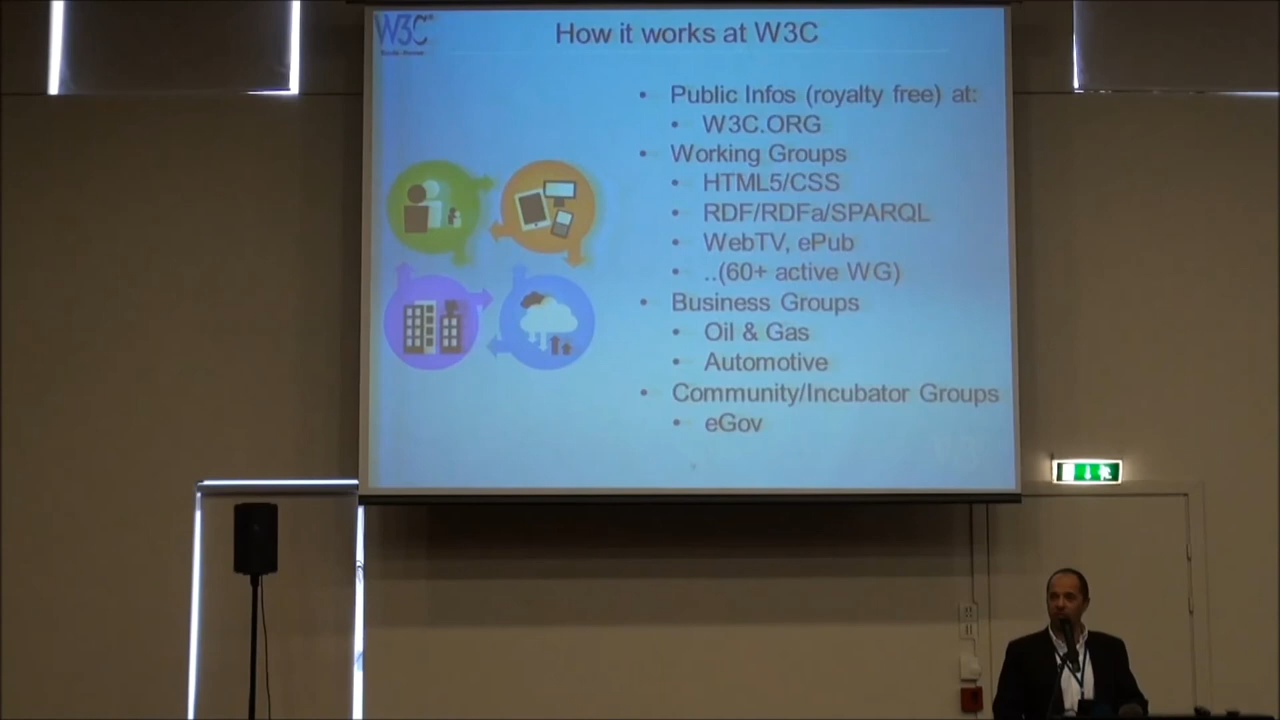 W3C
How it works at W3C
• Public Infos (royalty free) at:
• W3C.ORG
• Working Groups
• HTML5/CSS
• RDF/RDFa/SPARQL
• WebTV, ePub
• ..(60+ active WG)
• Business Groups
• Oil & Gas
• Automotive
• Community/Incubator Groups
• eGov